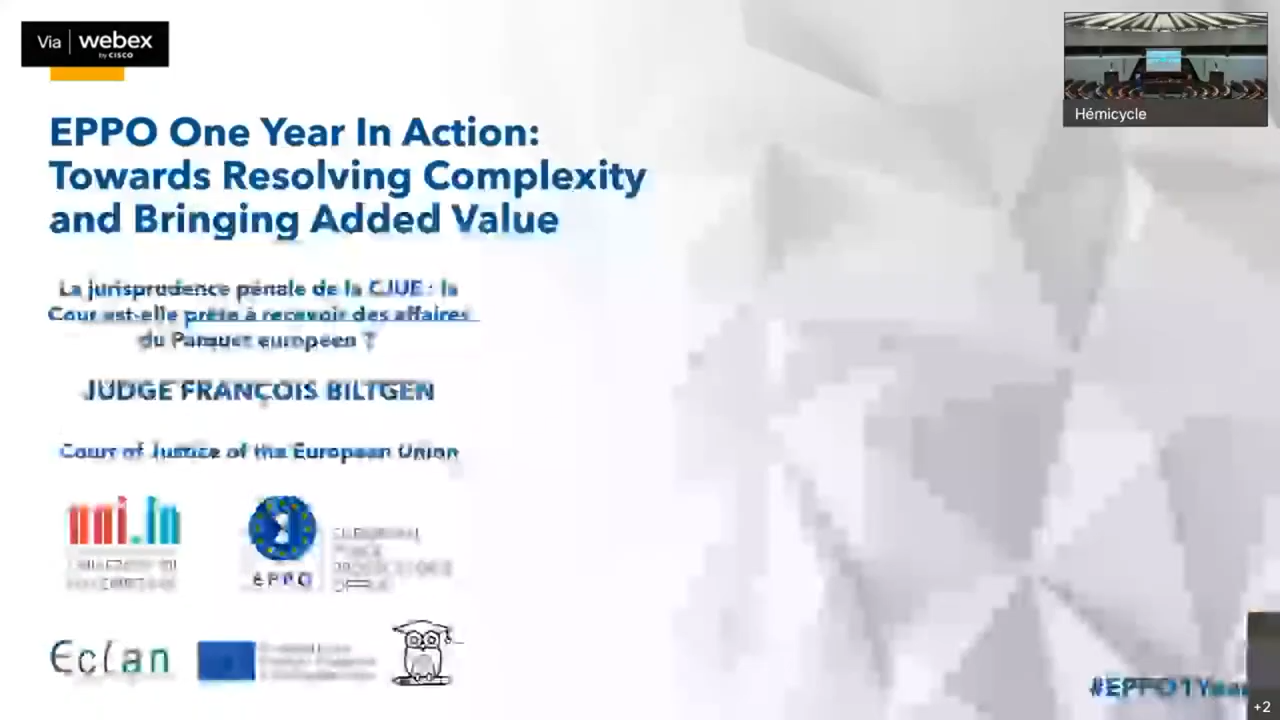 Via webex
by CISCO
Hémicycle
EPPO One Year In Action:
Towards Resolving Complexity
and Bringing Added Value
La jurisprudence pénale de la CJUE : la
Cour est-elle prête à recevoir des affaires
du Parquet européen ?
JUDGE FRANÇOIS BILTGEN
Court of Justice of the European Union
uni.lu
EPPO
Eclan
#EPPO1Year
+2